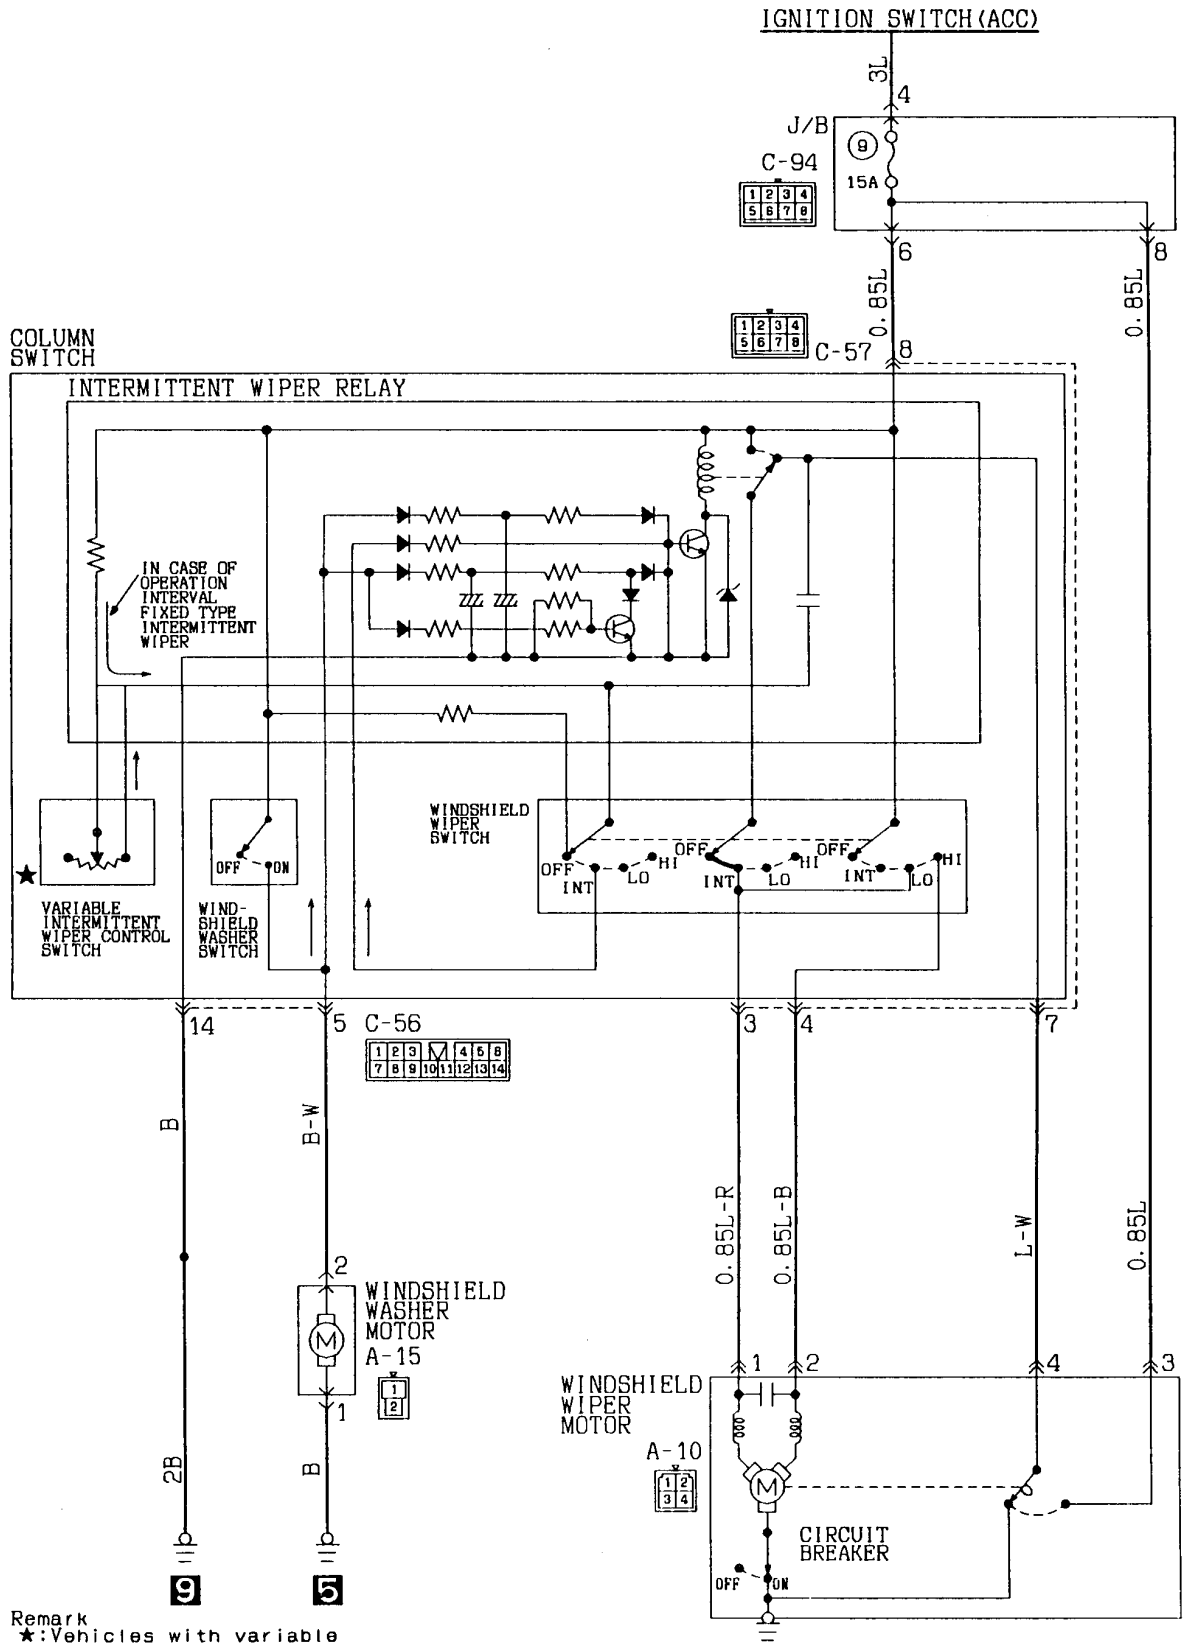 IGNITION SWITCH(ACC)
3L
4
J/B
9
15A
C-94
1 2 3 4
5 6 7 8
6
8
0.85L
0.85L
1 2 3 4
5 6 7 8
C-57
8
COLUMN
SWITCH
INTERMITTENT WIPER RELAY
IN CASE OF
OPERATION
INTERVAL
FIXED TYPE
INTERMITTENT
WIPER
WINDSHIELD
WIPER
SWITCH
OFF
INT
LO
HI
OFF
INT
LO
HI
OFF
INT
LO
HI
OFF
ON
★
VARIABLE
INTERMITTENT
WIPER CONTROL
SWITCH
WIND-
SHIELD
WASHER
SWITCH
14
5
3
4
7
C-56
1 2 3 4 5 6
7 8 9 10 11 12 13 14
B
B-W
0.85L-R
0.85L-B
L-W
0.85L
2
WINDSHIELD
WASHER
MOTOR
A-15
1
2
M
1
2B
B
9
5
1
2
4
3
WINDSHIELD
WIPER
MOTOR
A-10
1 2
3 4
M
CIRCUIT
BREAKER
OFF
ON
Remark
★:Vehicles with variable